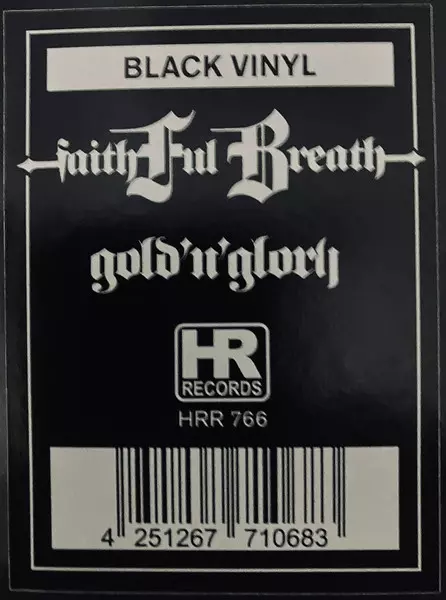 BLACK VINYL
faithFul Breath
gold'n'glory
HR
RECORDS
HRR 766
4 251267 710683